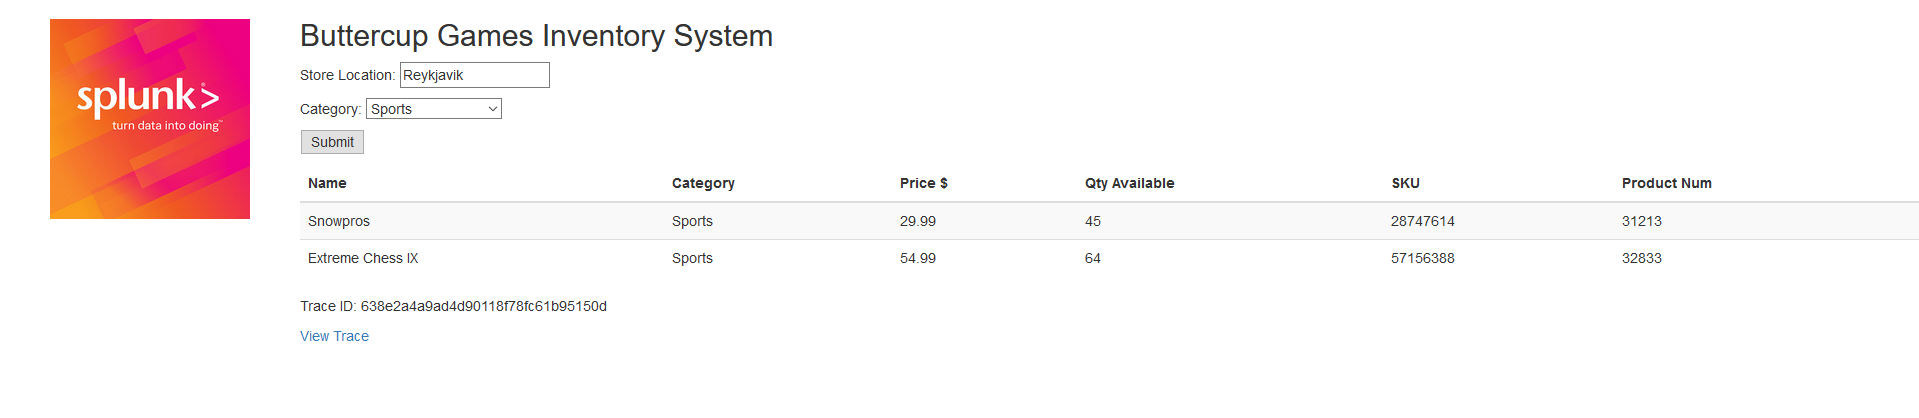 splunk>
turn data into doing™
Buttercup Games Inventory System
Store Location: Reykjavik
Category: Sports
Submit
Name Category Price $ Qty Available SKU Product Num
Snowpros Sports 29.99 45 28747614 31213
Extreme Chess IX Sports 54.99 64 57156388 32833
Trace ID: 638e2a4a9ad4d90118f78fc61b95150d
View Trace